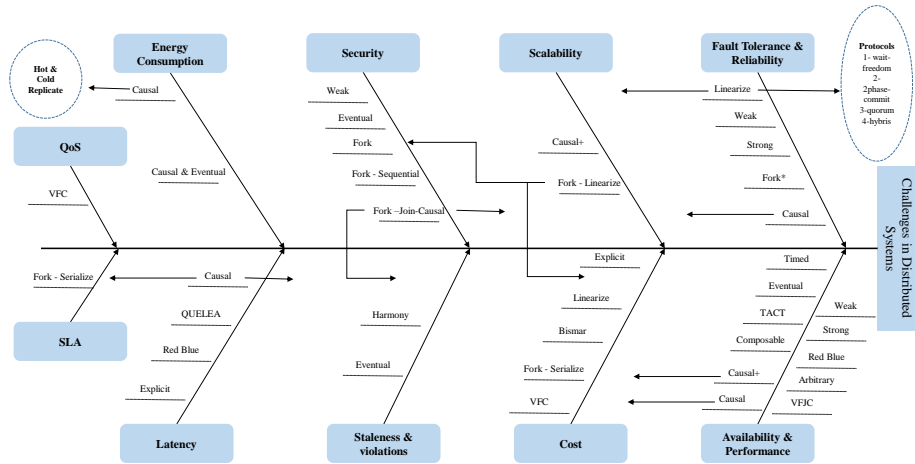 Energy
Consumption
Security
Scalability
Fault Tolerance &
Reliability
Protocols
1- wait-
freedom
2-
2phase-
commit
3-quorum
4-hybris
Hot &
Cold
Replicate
Causal
Weak
Linearize
Eventual
Weak
QoS
Fork
Causal+
Strong
Causal & Eventual
Fork - Sequential
Fork - Linearize
Fork*
VFC
Fork –Join-Causal
Causal
Challenges in Distributed
Systems
Fork - Serialize
Causal
Explicit
Timed
Linearize
Eventual
QUELEA
Harmony
TACT
Weak
SLA
Bismar
Composable
Strong
Red Blue
Eventual
Fork - Serialize
Causal+
Red Blue
Arbitrary
Explicit
VFC
Causal
VFJC
Latency
Staleness &
violations
Cost
Availability &
Performance